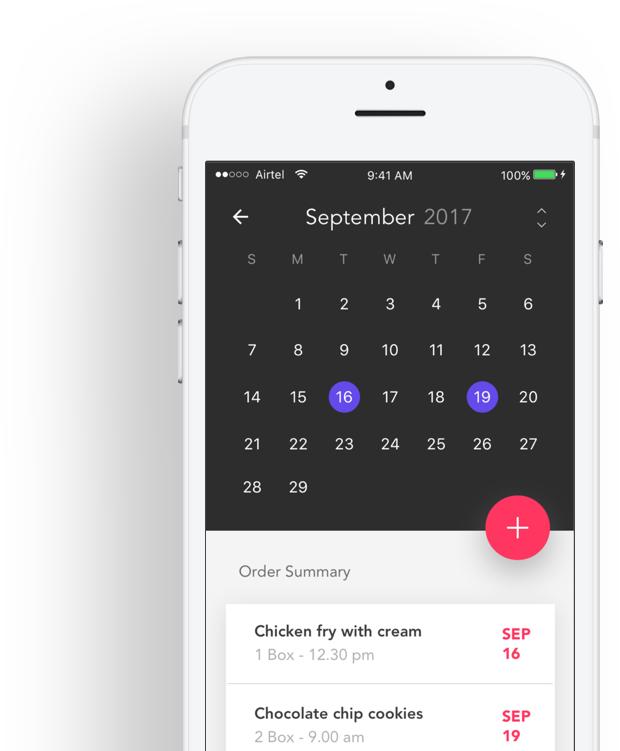 Airtel 9:41 AM 100%
September 2017
S M T W T F S
1 2 3 4 5 6
7 8 9 10 11 12 13
14 15 16 17 18 19 20
21 22 23 24 25 26 27
28 29
+
Order Summary
Chicken fry with cream SEP
1 Box - 12.30 pm 16
Chocolate chip cookies SEP
2 Box - 9.00 am 19